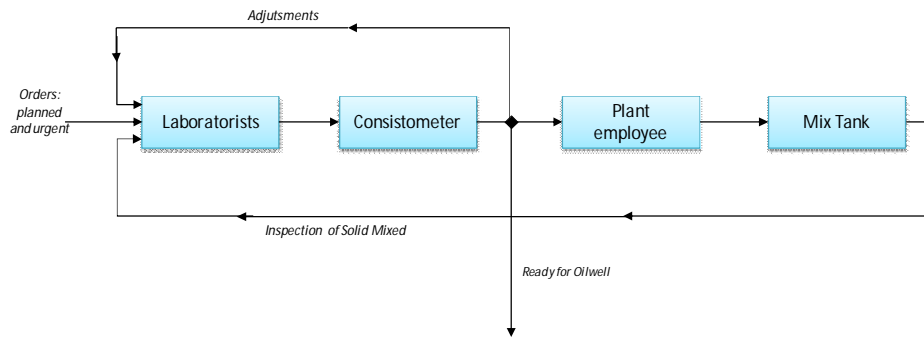 Adjutsments
Orders:
planned
and urgent
Laboratorists
Consistometer
Plant
employee
Mix Tank
Inspection of Solid Mixed
Ready for Oilwell